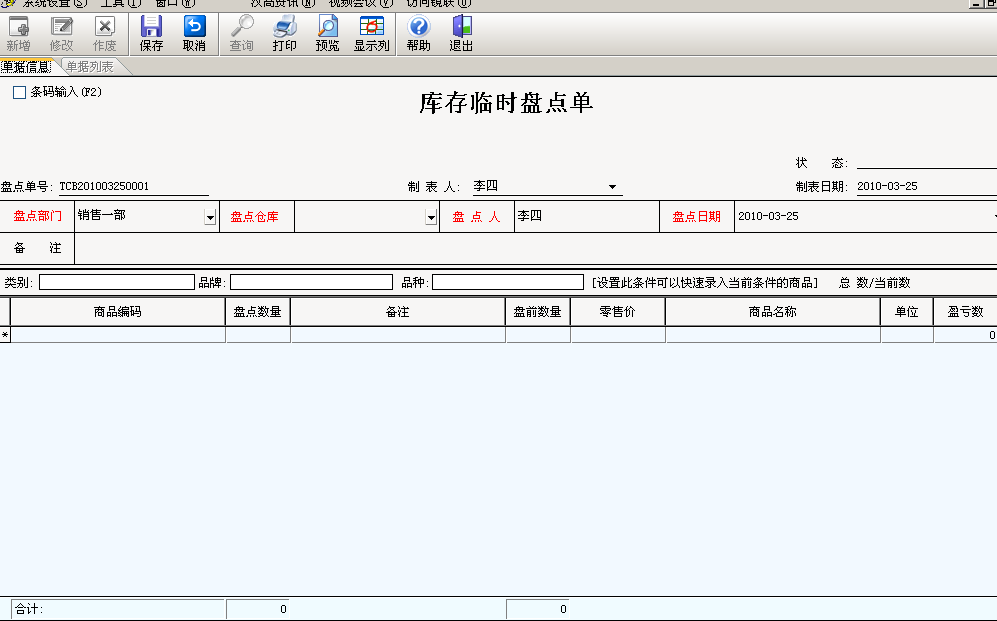 系统设置(S) 工具(I) 窗口(W) 汉高资讯(N) 视频会议(V) 访问镜联(U)
新增 修改 作废 保存 取消 查询 打印 预览 显示列 帮助 退出
单据信息 单据列表
条码输入(F2)
库存临时盘点单
状 态:
盘点单号: TCB201003250001 制 表 人: 李四 制表日期: 2010-03-25
盘点部门 销售一部 盘点仓库 盘 点 人 李四 盘点日期 2010-03-25
备 注
类别: 品牌: 品种: [设置此条件可以快速录入当前条件的商品] 总 数/当前数
商品编码 盘点数量 备注 盘前数量 零售价 商品名称 单位 盈亏数
* 0
合计: 0 0